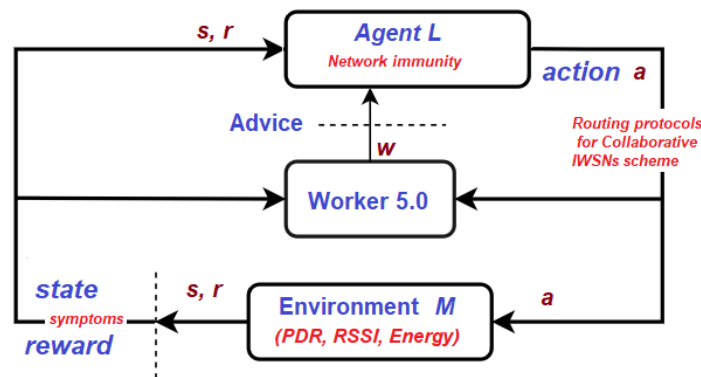 s, r
Agent L
Network immunity
action a
Routing protocols
for Collaborative
IWSNs scheme
Advice
w
Worker 5.0
state
symptoms
reward
s, r
Environment M
(PDR, RSSI, Energy)
a